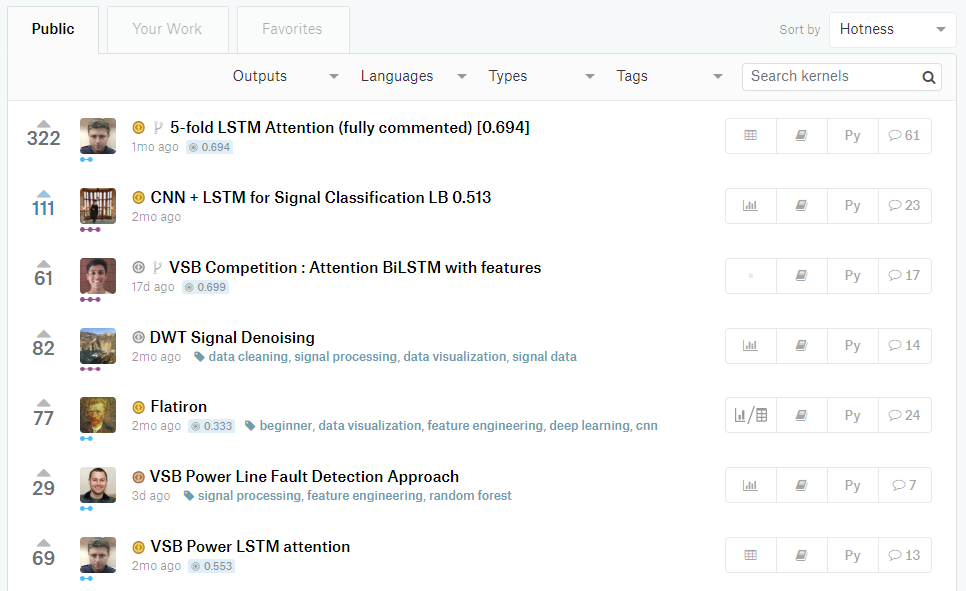 Public Your Work Favorites Sort by Hotness
Outputs Languages Types Tags Search kernels
322 5-fold LSTM Attention (fully commented) [0.694]
1mo ago 0.694 Py 61
111 CNN + LSTM for Signal Classification LB 0.513
2mo ago Py 23
61 VSB Competition : Attention BiLSTM with features
17d ago 0.699 Py 17
82 DWT Signal Denoising
2mo ago data cleaning, signal processing, data visualization, signal data Py 14
77 Flatiron
2mo ago 0.333 beginner, data visualization, feature engineering, deep learning, cnn Py 24
29 VSB Power Line Fault Detection Approach
3d ago signal processing, feature engineering, random forest Py 7
69 VSB Power LSTM attention
2mo ago 0.553 Py 13